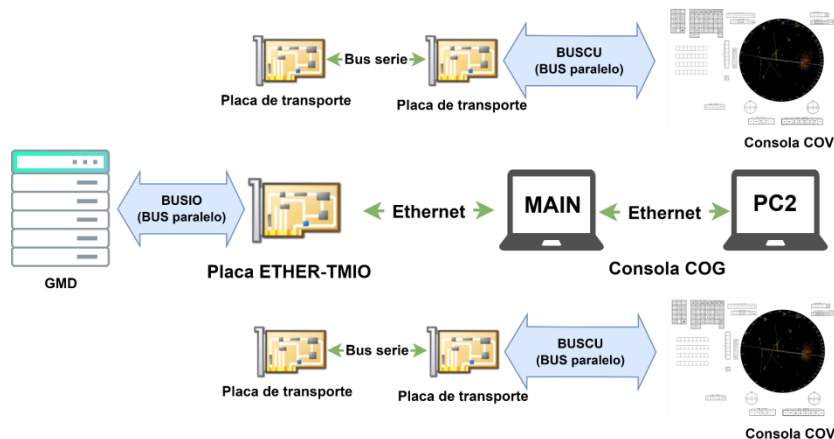 Bus serie
BUSCU
(BUS paralelo)
Placa de transporte
Placa de transporte
Consola COV
BUSIO
(BUS paralelo)
Ethernet
MAIN
Ethernet
PC2
Placa ETHER-TMIO
Consola COG
GMD
Bus serie
BUSCU
(BUS paralelo)
Placa de transporte
Placa de transporte
Consola COV